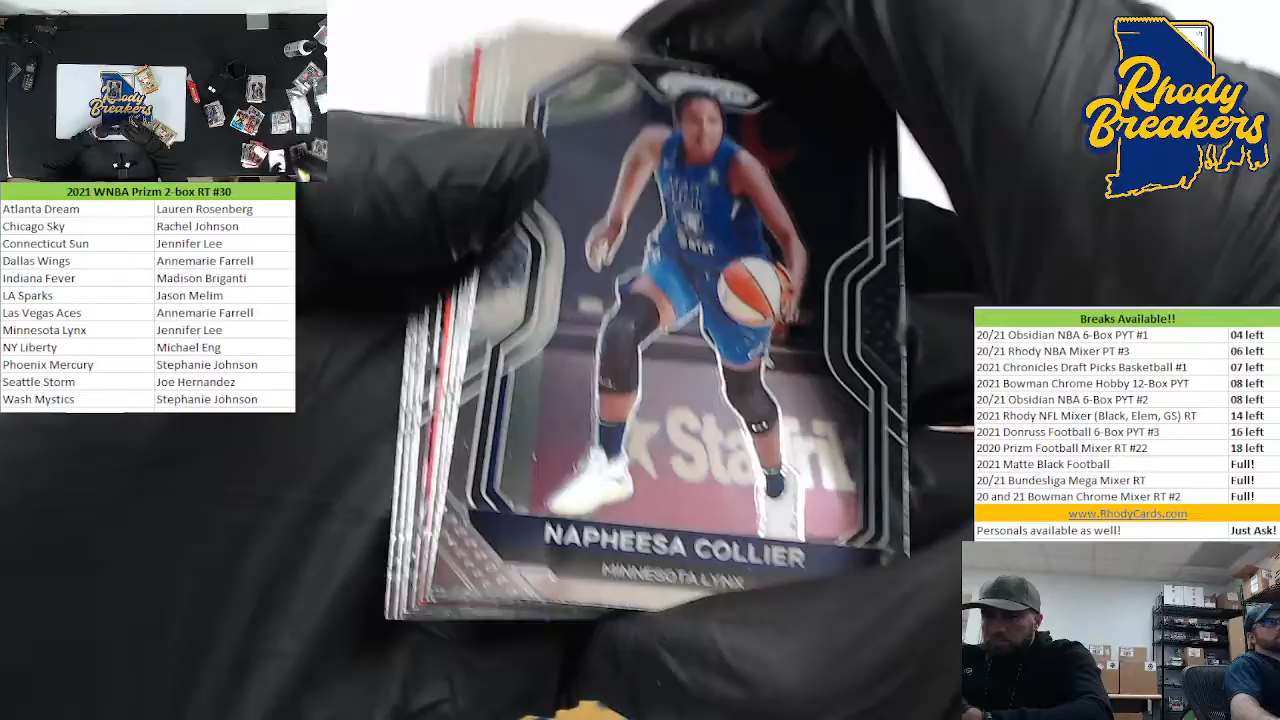 Rhody
Breakers
2021 WNBA Prizm 2-box RT #30
Atlanta Dream Lauren Rosenberg
Chicago Sky Rachel Johnson
Connecticut Sun Jennifer Lee
Dallas Wings Annemarie Farrell
Indiana Fever Madison Briganti
LA Sparks Jason Melim
Las Vegas Aces Annemarie Farrell
Minnesota Lynx Jennifer Lee
NY Liberty Michael Eng
Phoenix Mercury Stephanie Johnson
Seattle Storm Joe Hernandez
Wash Mystics Stephanie Johnson
NAPHEESA COLLIER
MINNESOTA LYNX
Rhody
Breakers
Breaks Available!!
20/21 Obsidian NBA 6-Box PYT #1 04 left
20/21 Rhody NBA Mixer PT #3 06 left
2021 Chronicles Draft Picks Basketball #1 07 left
2021 Bowman Chrome Hobby 12-Box PYT 08 left
20/21 Obsidian NBA 6-Box PYT #2 08 left
2021 Rhody NFL Mixer (Black, Elem, GS) RT 14 left
2021 Donruss Football 6-Box PYT #3 16 left
2020 Prizm Football Mixer RT #22 18 left
2021 Matte Black Football Full!
20/21 Bundesliga Mega Mixer RT Full!
20 and 21 Bowman Chrome Mixer RT #2 Full!
www.RhodyCards.com
Personals available as well! Just Ask!